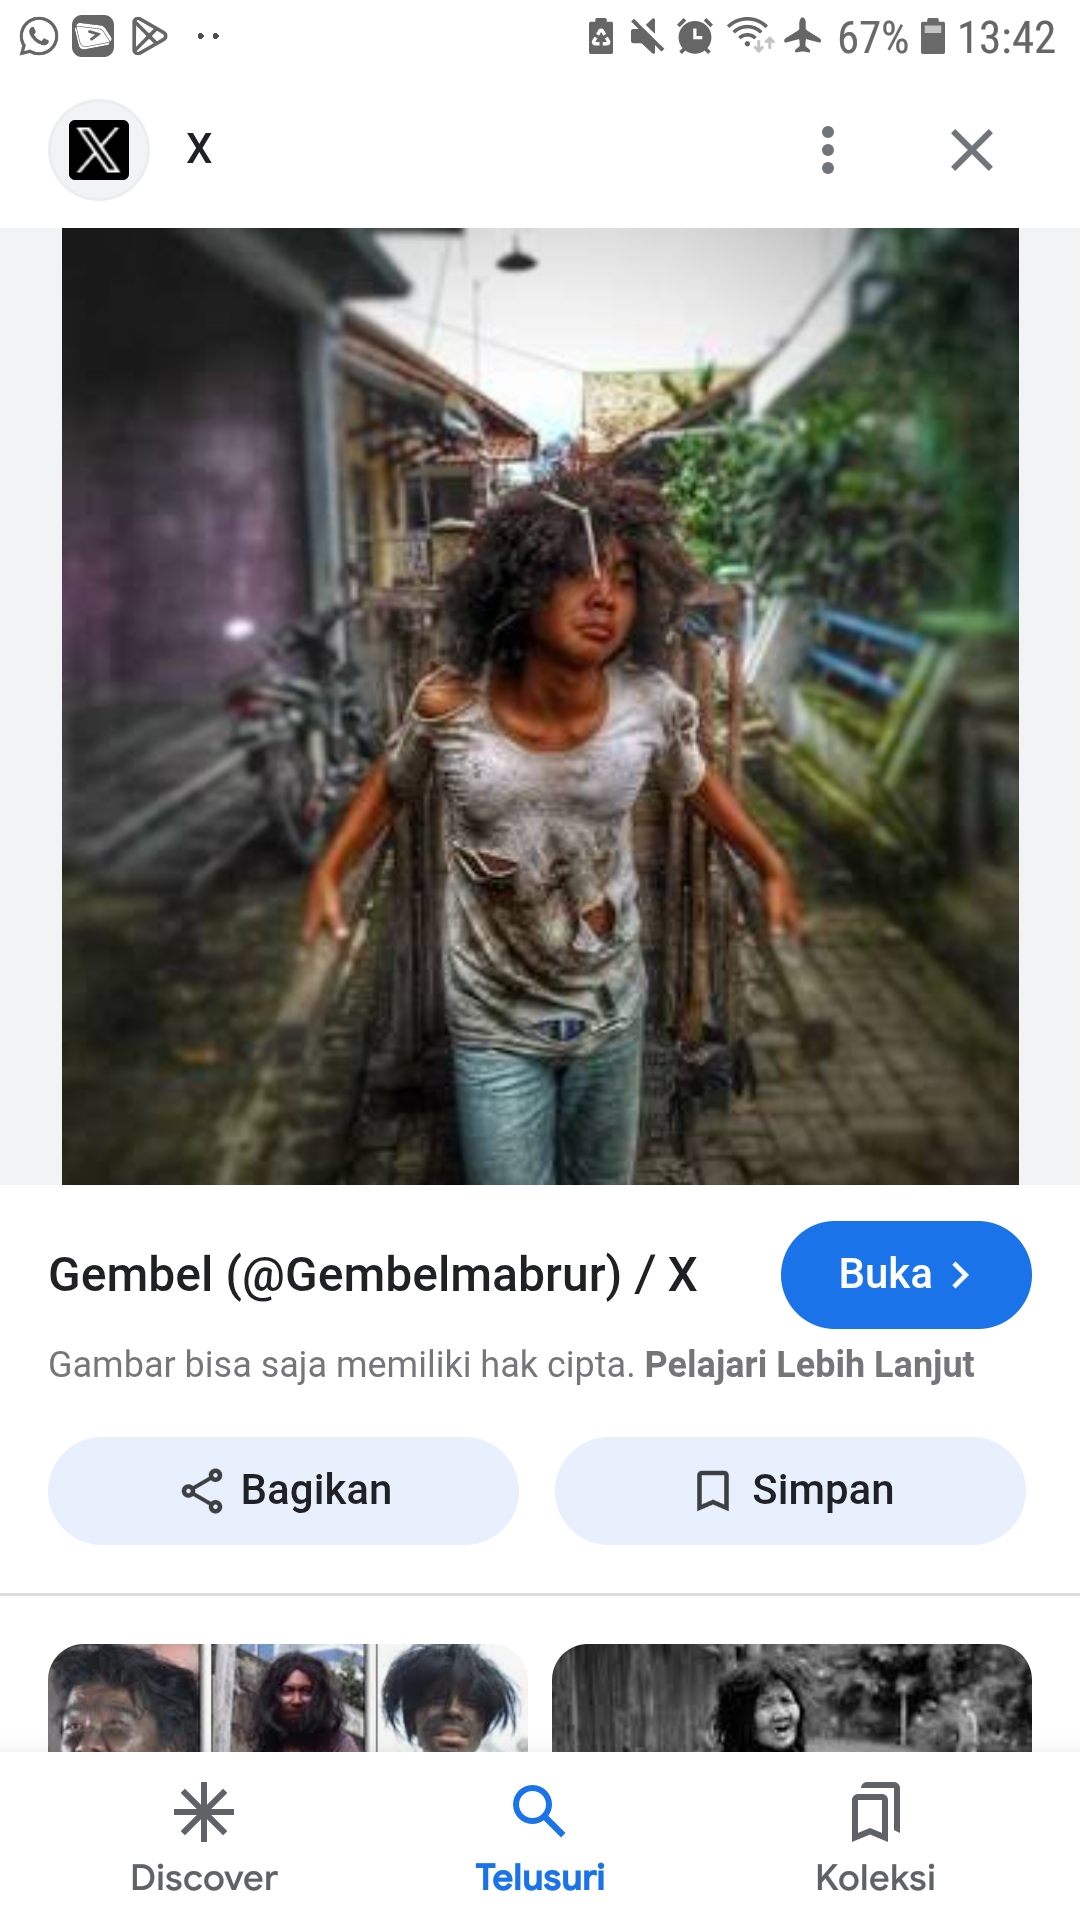 67% 13:42
X
Gembel (@Gembelmabrur) / X
Buka
Gambar bisa saja memiliki hak cipta. Pelajari Lebih Lanjut
Bagikan
Simpan
Discover
Telusuri
Koleksi